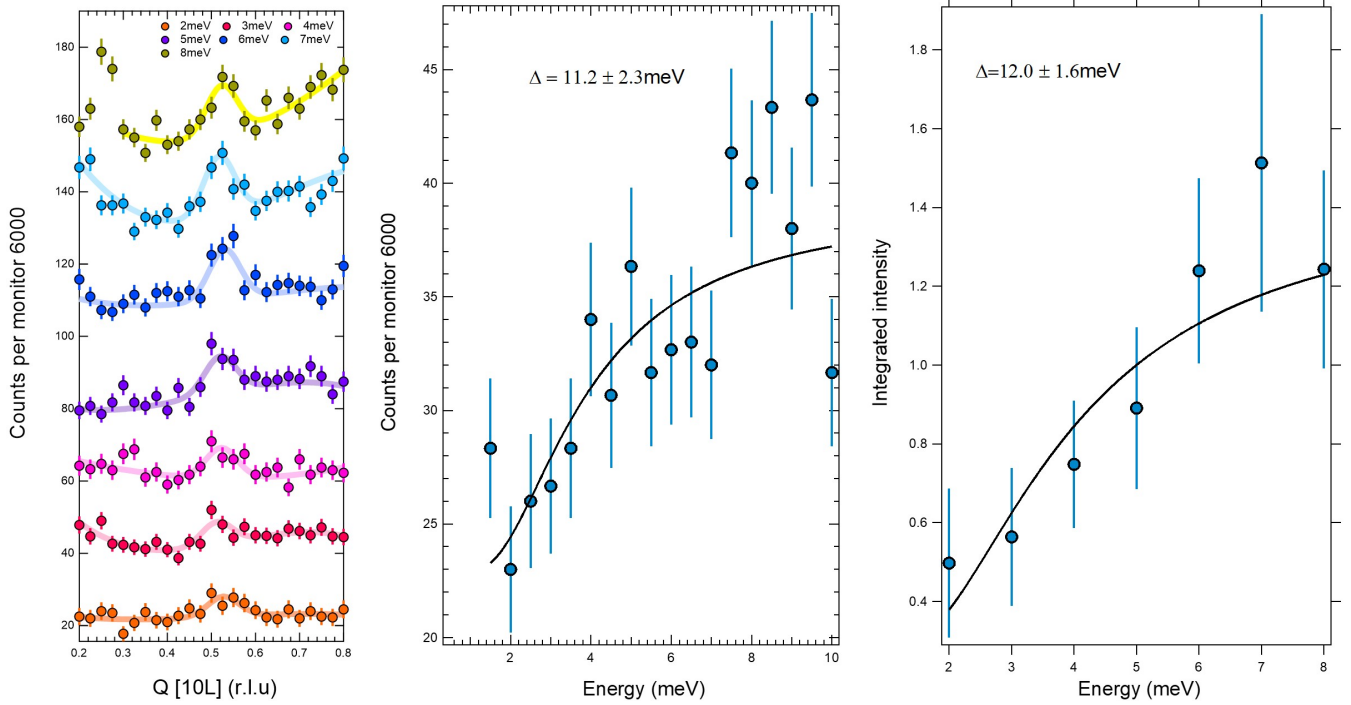 2meV 3meV 4meV
5meV 6meV 7meV
8meV
180
160
140
120
100
80
60
40
20
0.2 0.3 0.4 0.5 0.6 0.7 0.8
Counts per monitor 6000
Q [10L] (r.l.u)
Δ = 11.2 ± 2.3meV
45
40
35
30
25
20
2 4 6 8 10
Counts per monitor 6000
Energy (meV)
Δ=12.0 ± 1.6meV
1.8
1.6
1.4
1.2
1.0
0.8
0.6
0.4
2 3 4 5 6 7 8
Integrated intensity
Energy (meV)